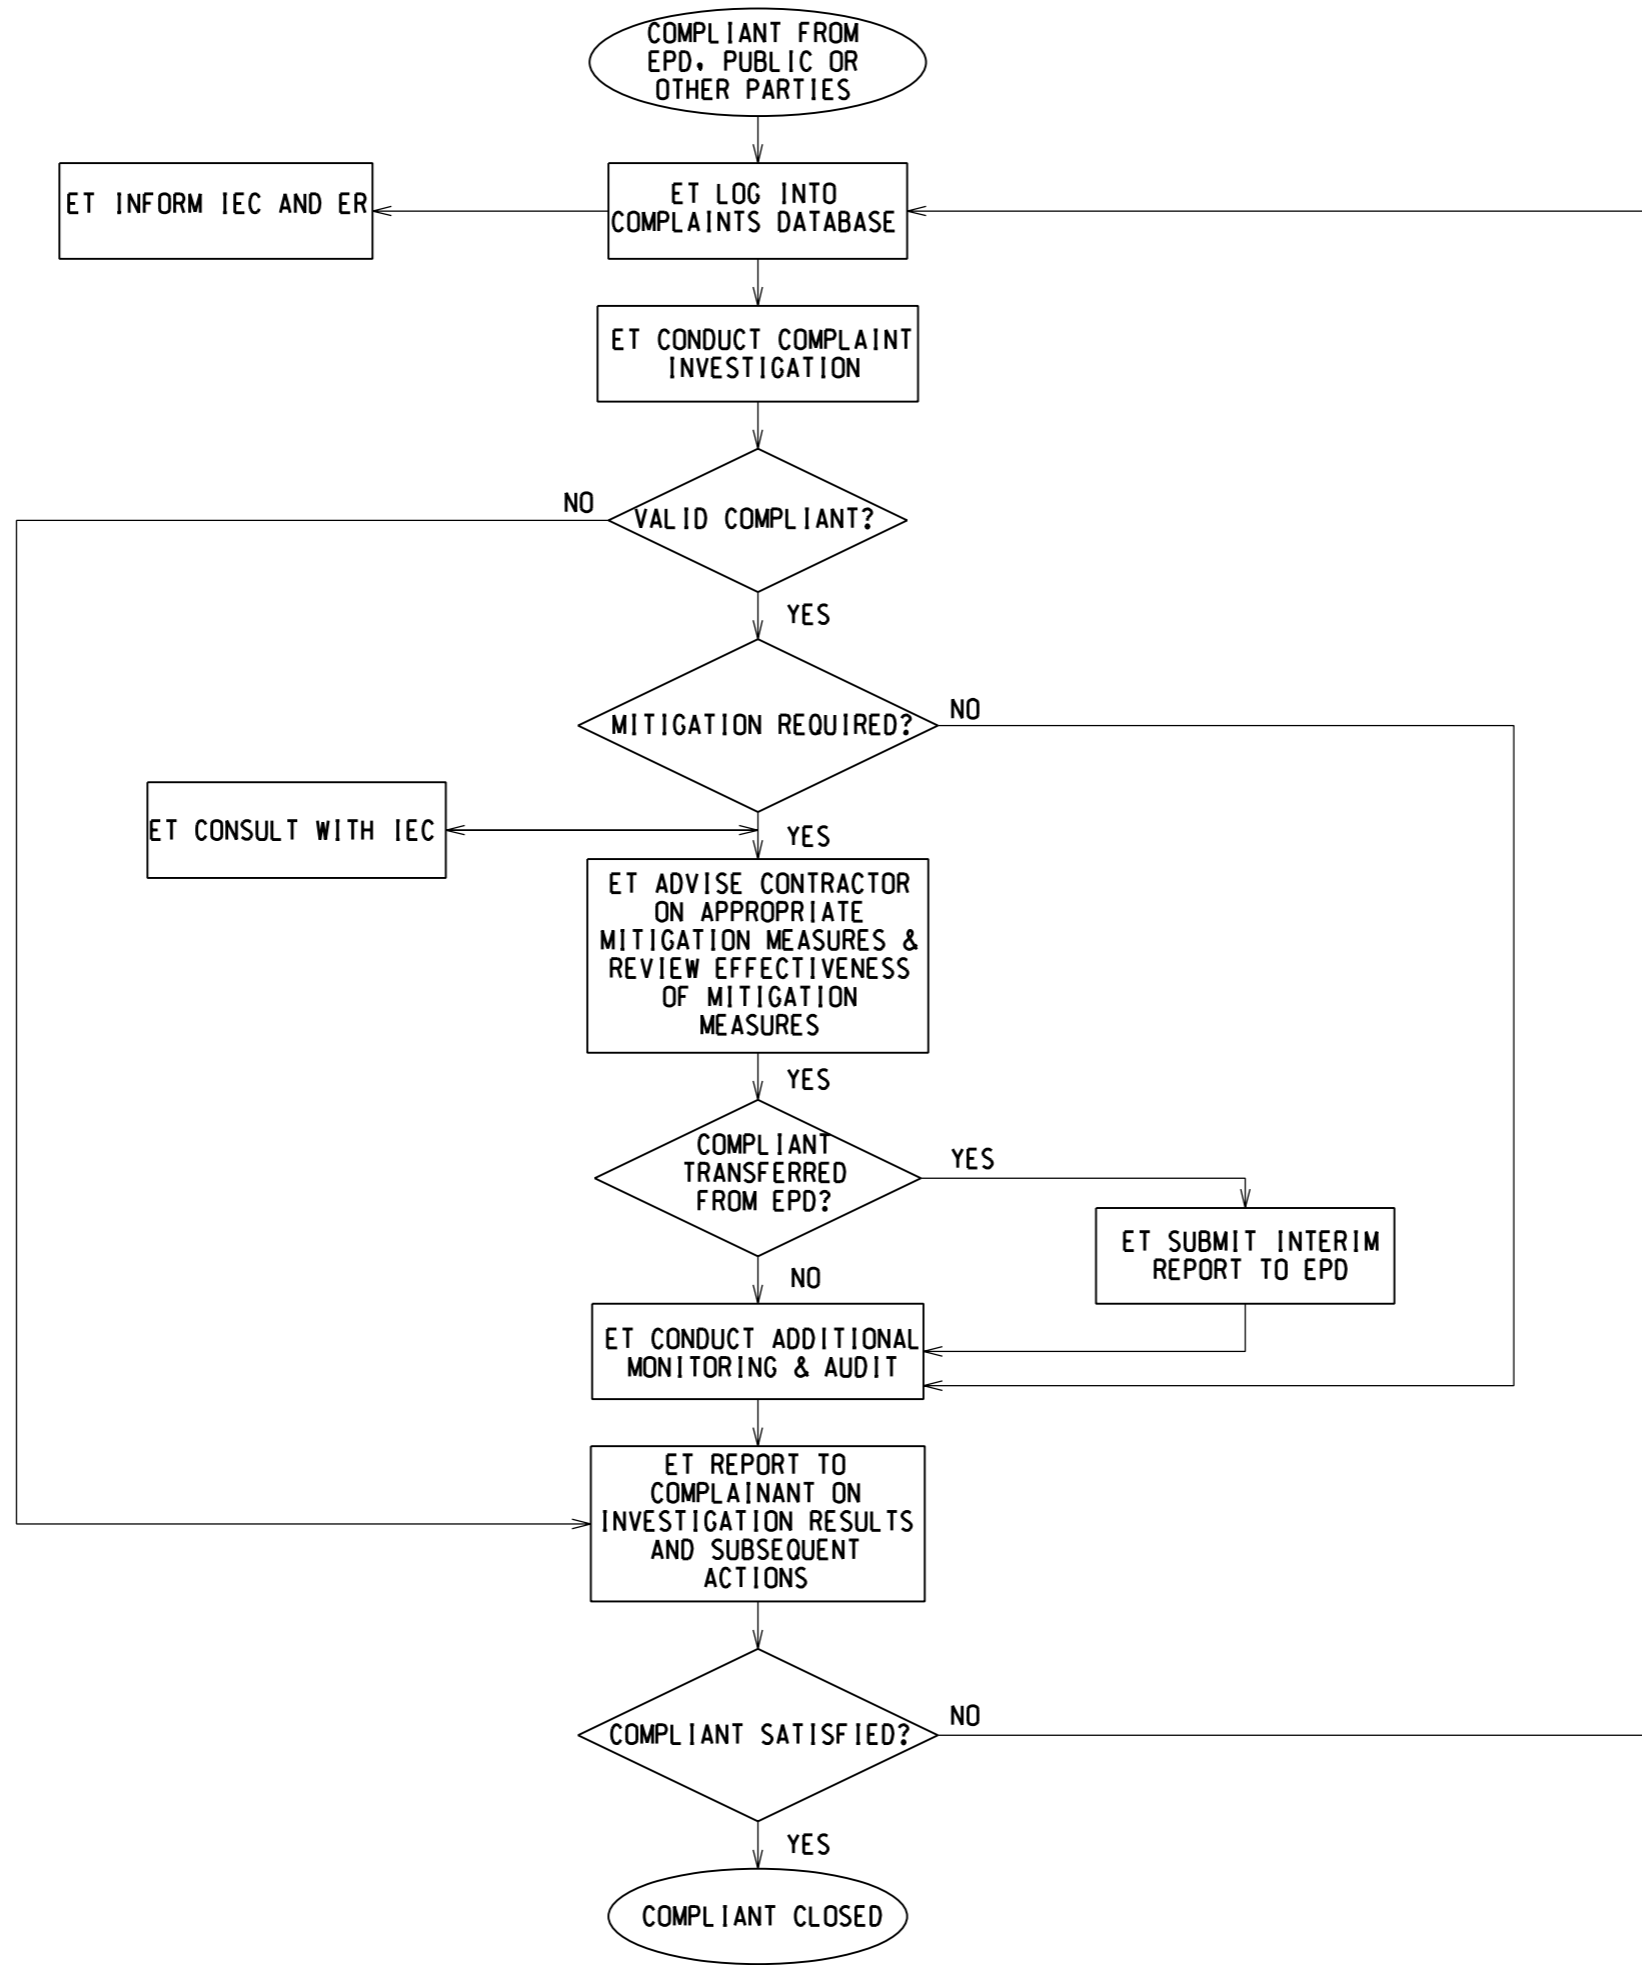 COMPLIANT FROM
EPD, PUBLIC OR
OTHER PARTIES
ET INFORM IEC AND ER
ET LOG INTO
COMPLAINTS DATABASE
ET CONDUCT COMPLAINT
INVESTIGATION
NO
VALID COMPLIANT?
YES
MITIGATION REQUIRED?
NO
ET CONSULT WITH IEC
YES
ET ADVISE CONTRACTOR
ON APPROPRIATE
MITIGATION MEASURES &
REVIEW EFFECTIVENESS
OF MITIGATION
MEASURES
YES
COMPLIANT
TRANSFERRED
FROM EPD?
YES
ET SUBMIT INTERIM
REPORT TO EPD
NO
ET CONDUCT ADDITIONAL
MONITORING & AUDIT
ET REPORT TO
COMPLAINANT ON
INVESTIGATION RESULTS
AND SUBSEQUENT
ACTIONS
COMPLIANT SATISFIED?
NO
YES
COMPLIANT CLOSED